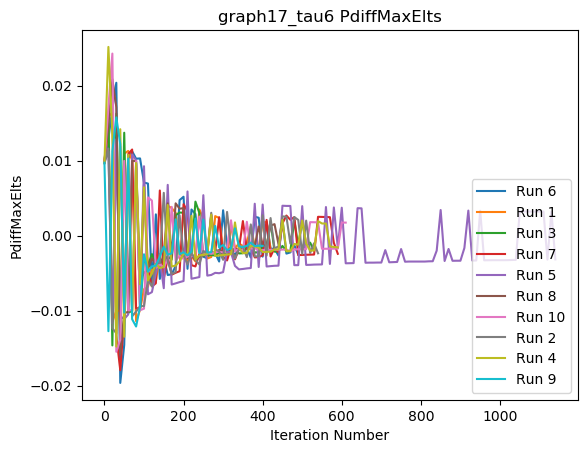 graph17_tau6 PdiffMaxElts
PdiffMaxElts
0.02
0.01
0.00
−0.01
−0.02
0
200
400
600
800
1000
Iteration Number
Run 6
Run 1
Run 3
Run 7
Run 5
Run 8
Run 10
Run 2
Run 4
Run 9